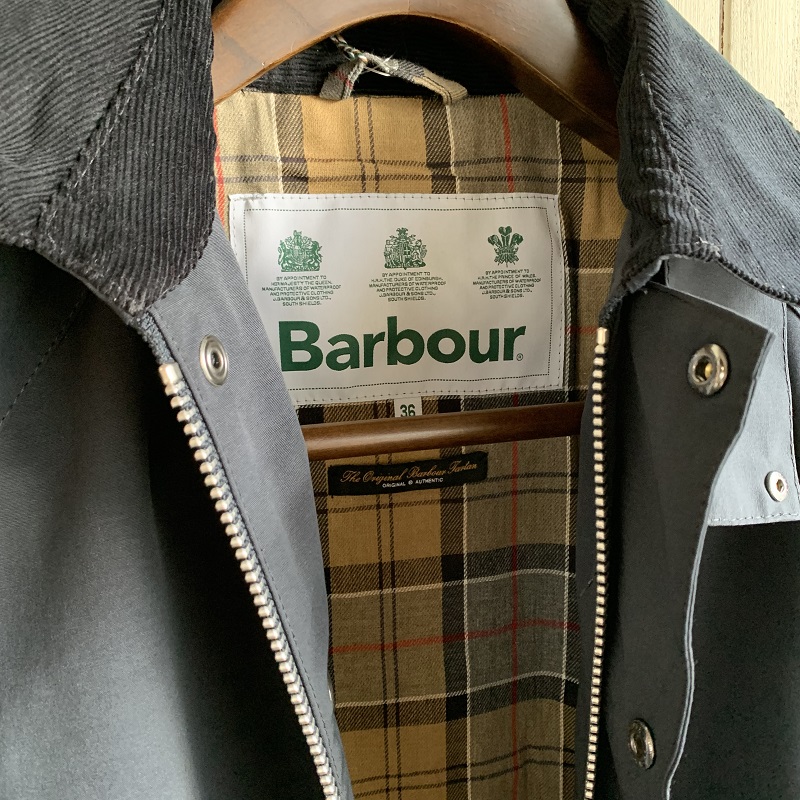 BY APPOINTMENT TO
HER MAJESTY THE QUEEN,
MANUFACTURERS OF WATERPROOF
AND PROTECTIVE CLOTHING
J.BARBOUR & SONS LTD.,
SOUTH SHIELDS.
BY APPOINTMENT TO
H.R.H. THE DUKE OF EDINBURGH,
MANUFACTURERS OF WATERPROOF
AND PROTECTIVE CLOTHING
J.BARBOUR & SONS LTD.,
SOUTH SHIELDS.
BY APPOINTMENT TO
H.R.H. THE PRINCE OF WALES,
MANUFACTURERS OF WATERPROOF
AND PROTECTIVE CLOTHING
J.BARBOUR & SONS LTD.,
SOUTH SHIELDS.
Barbour®
36
The Original Barbour Tartan
ORIGINAL & AUTHENTIC